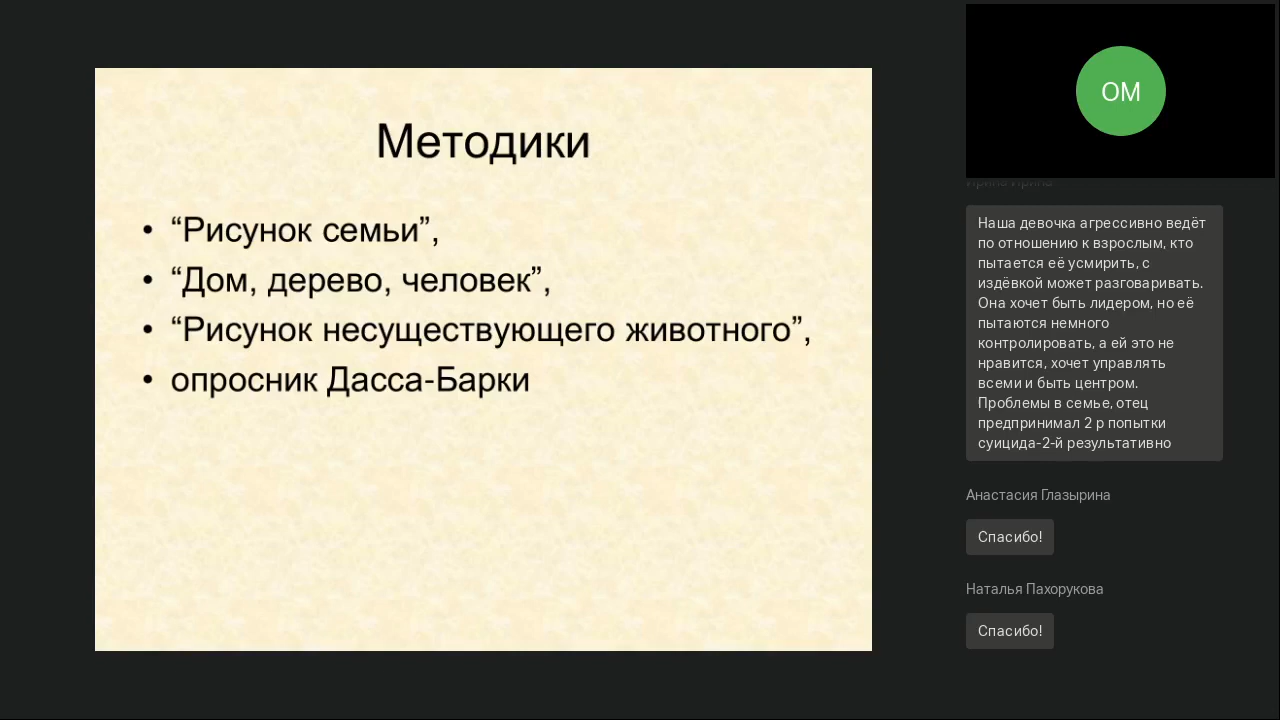 Методики
• “Рисунок семьи”,
• “Дом, дерево, человек”,
• “Рисунок несуществующего животного”,
• опросник Дасса-Барки
ОМ
Наша девочка агрессивно ведёт
по отношению к взрослым, кто
пытается её усмирить, с
издёвкой может разговаривать.
Она хочет быть лидером, но её
пытаются немного
контролировать, а ей это не
нравится, хочет управлять
всеми и быть центром.
Проблемы в семье, отец
предпринимал 2 р попытки
суицида-2-й результативно
Анастасия Глазырина
Спасибо!
Наталья Пахорукова
Спасибо!